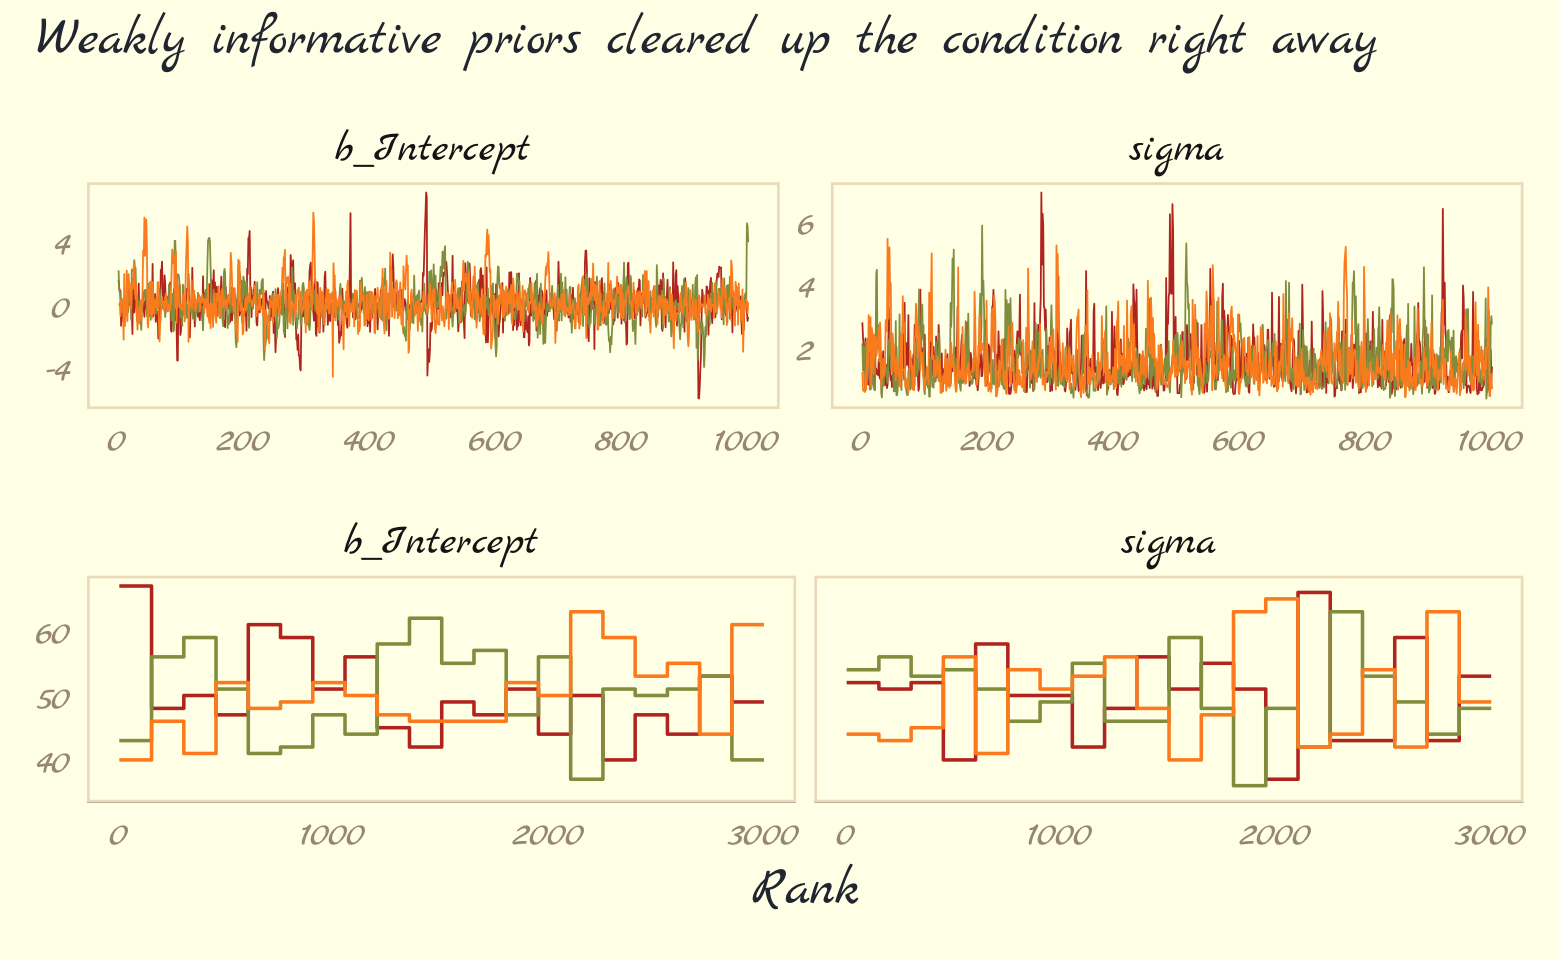 Weakly informative priors cleared up the condition right away
b_Intercept sigma
4 0 -4
6 4 2
0 200 400 600 800 1000 0 200 400 600 800 1000
b_Intercept sigma
60 50 40
0 1000 2000 3000 0 1000 2000 3000
Rank